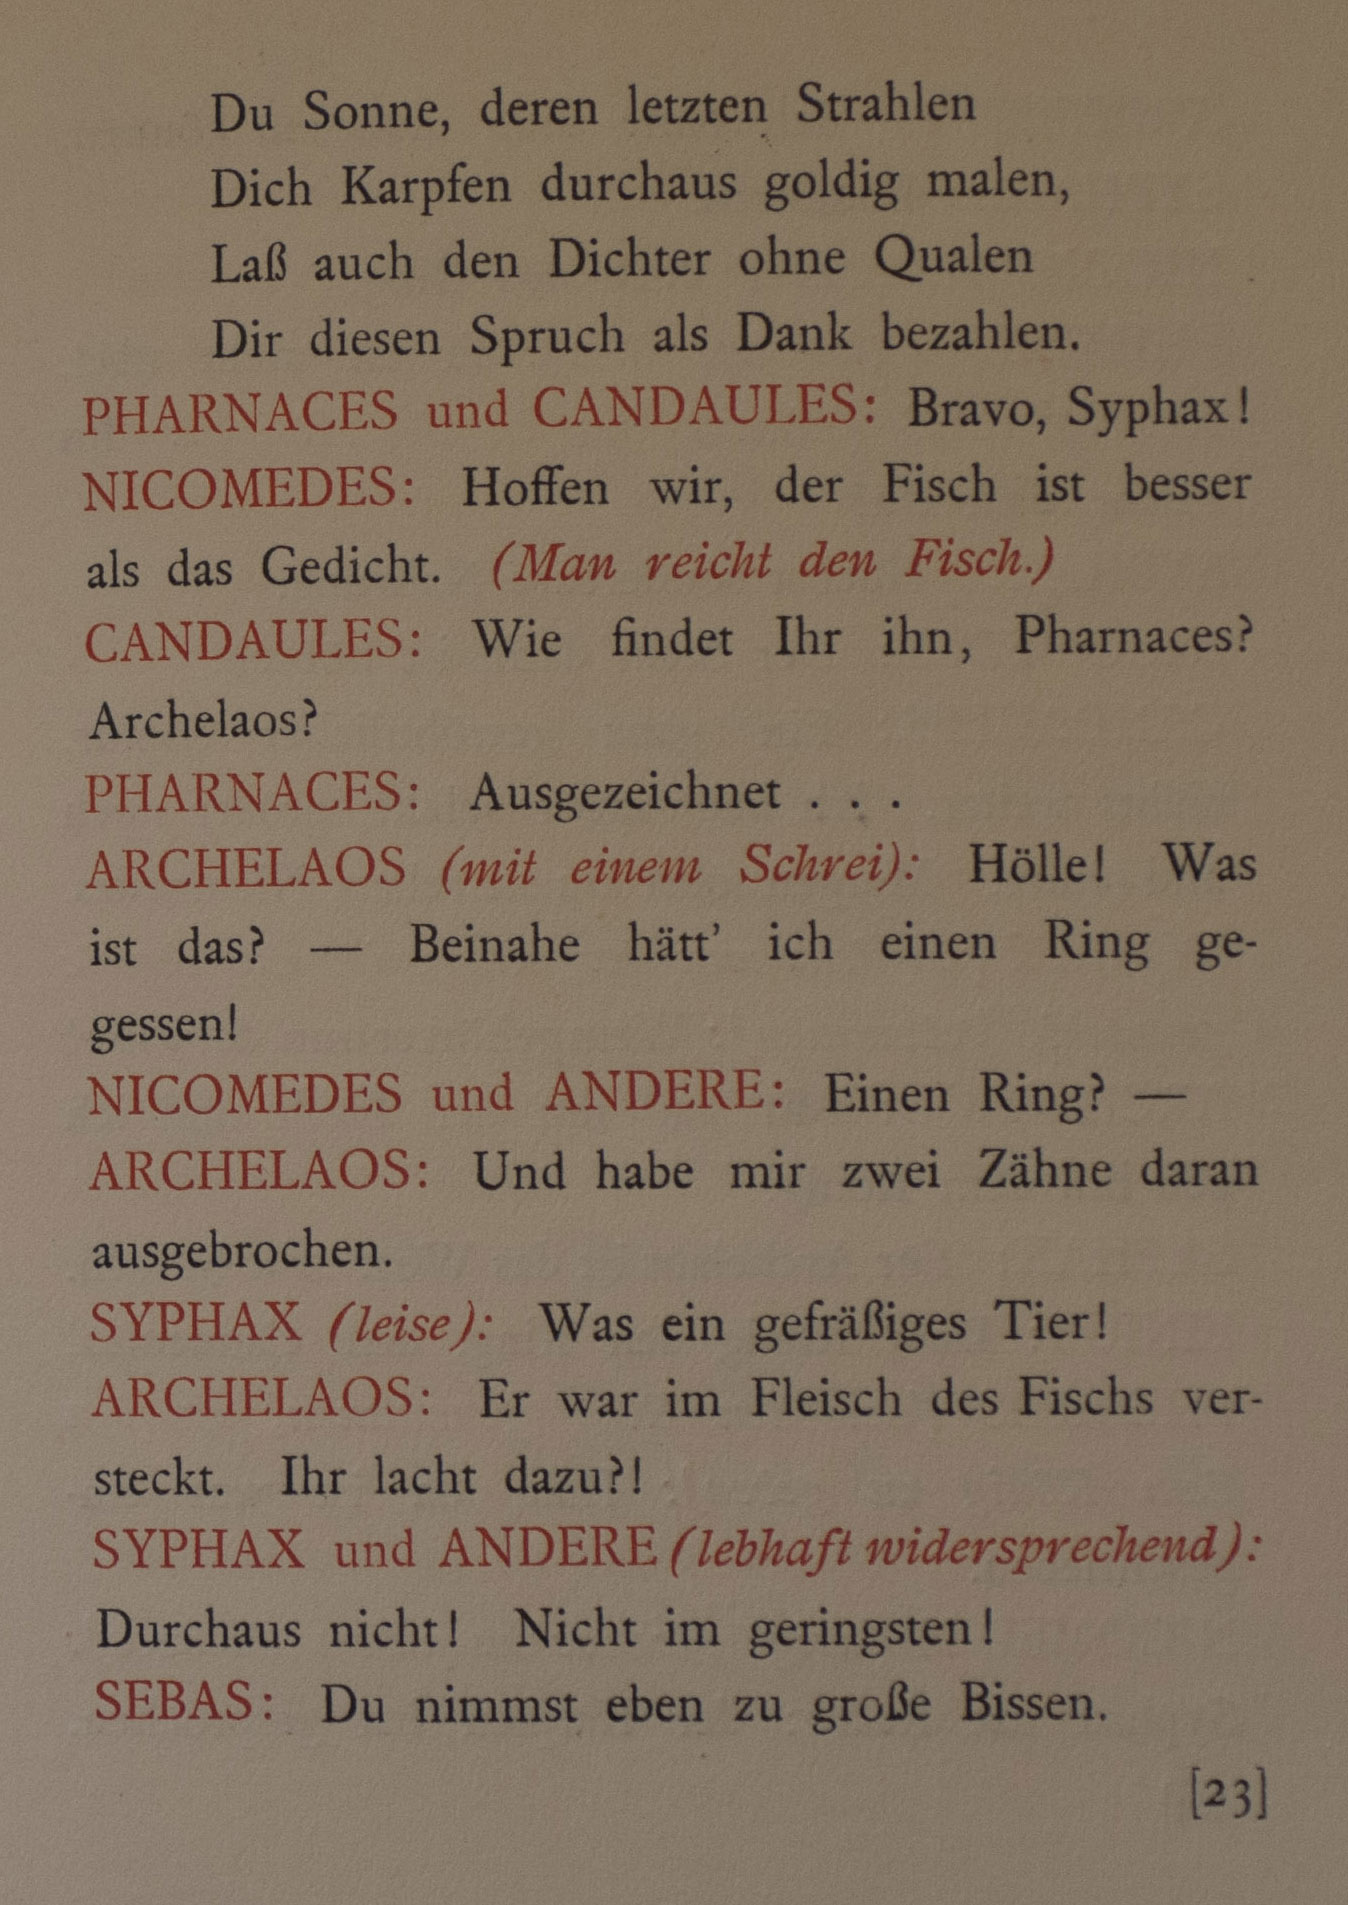 Du Sonne, deren letzten Strahlen
Dich Karpfen durchaus goldig malen,
Laß auch den Dichter ohne Qualen
Dir diesen Spruch als Dank bezahlen.
PHARNACES und CANDAULES: Bravo, Syphax!
NICOMEDES: Hoffen wir, der Fisch ist besser
als das Gedicht. (Man reicht den Fisch.)
CANDAULES: Wie findet Ihr ihn, Pharnaces?
Archelaos?
PHARNACES: Ausgezeichnet . . .
ARCHELAOS (mit einem Schrei): Hölle! Was
ist das? — Beinahe hätt’ ich einen Ring ge-
gessen!
NICOMEDES und ANDERE: Einen Ring? —
ARCHELAOS: Und habe mir zwei Zähne daran
ausgebrochen.
SYPHAX (leise): Was ein gefräßiges Tier!
ARCHELAOS: Er war im Fleisch des Fischs ver-
steckt. Ihr lacht dazu?!
SYPHAX und ANDERE (lebhaft widersprechend):
Durchaus nicht! Nicht im geringsten!
SEBAS: Du nimmst eben zu große Bissen.
[23]